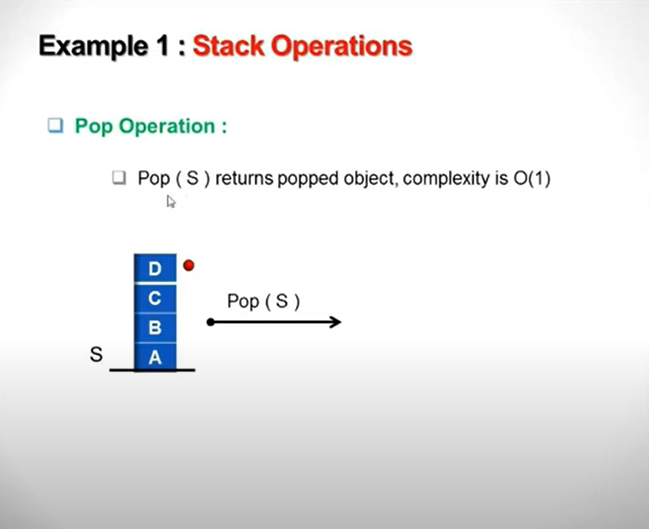 Example 1 : Stack Operations
Pop Operation :
Pop ( S ) returns popped object, complexity is O(1)
D
C
Pop ( S )
B
S
A